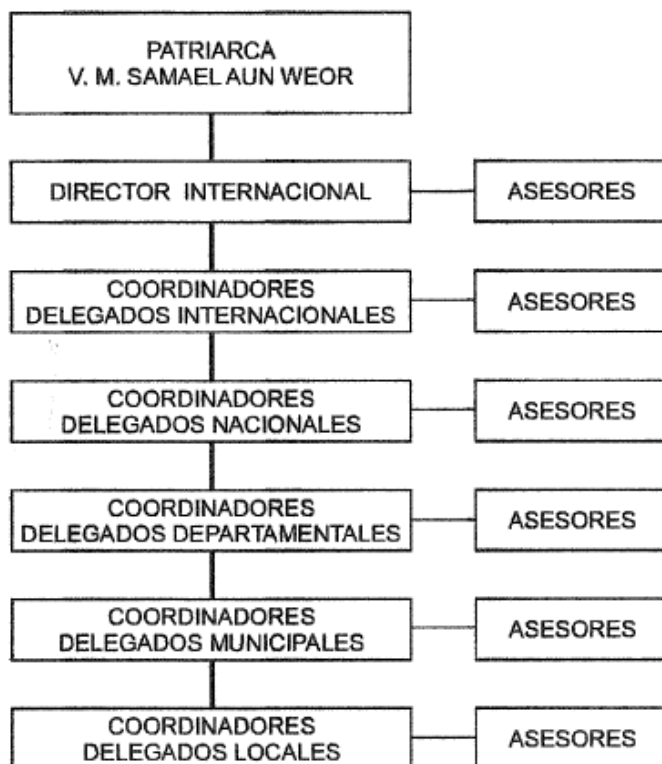 PATRIARCA
V. M. SAMAEL AUN WEOR
DIRECTOR INTERNACIONAL
ASESORES
COORDINADORES
DELEGADOS INTERNACIONALES
ASESORES
COORDINADORES
DELEGADOS NACIONALES
ASESORES
COORDINADORES
DELEGADOS DEPARTAMENTALES
ASESORES
COORDINADORES
DELEGADOS MUNICIPALES
ASESORES
COORDINADORES
DELEGADOS LOCALES
ASESORES